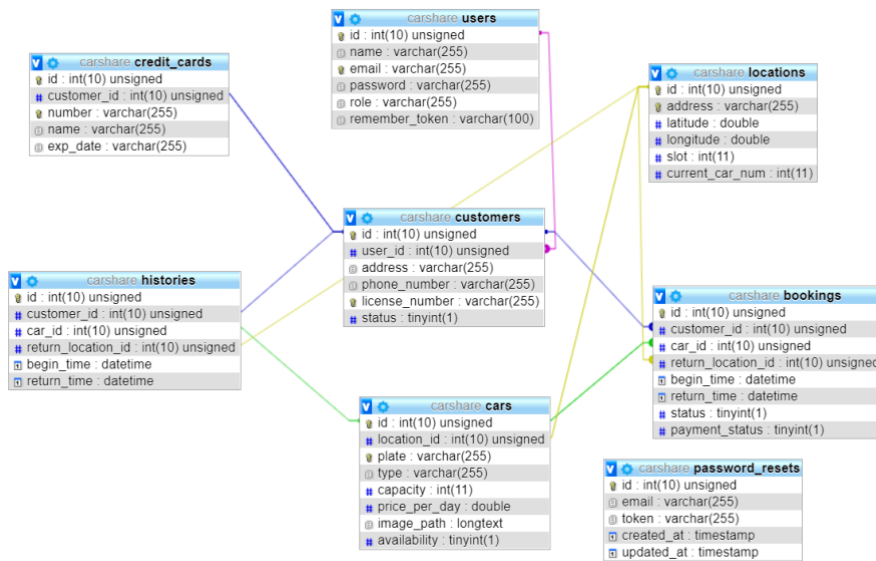 carshare users
id : int(10) unsigned
name : varchar(255)
email : varchar(255)
password : varchar(255)
role : varchar(255)
remember_token : varchar(100)
carshare credit_cards
id : int(10) unsigned
customer_id : int(10) unsigned
number : varchar(255)
name : varchar(255)
exp_date : varchar(255)
carshare locations
id : int(10) unsigned
address : varchar(255)
latitude : double
longitude : double
slot : int(11)
current_car_num : int(11)
carshare customers
id : int(10) unsigned
user_id : int(10) unsigned
address : varchar(255)
phone_number : varchar(255)
license_number : varchar(255)
status : tinyint(1)
carshare histories
id : int(10) unsigned
customer_id : int(10) unsigned
car_id : int(10) unsigned
return_location_id : int(10) unsigned
begin_time : datetime
return_time : datetime
carshare bookings
id : int(10) unsigned
customer_id : int(10) unsigned
car_id : int(10) unsigned
return_location_id : int(10) unsigned
begin_time : datetime
return_time : datetime
status : tinyint(1)
payment_status : tinyint(1)
carshare cars
id : int(10) unsigned
location_id : int(10) unsigned
plate : varchar(255)
type : varchar(255)
capacity : int(11)
price_per_day : double
image_path : longtext
availability : tinyint(1)
carshare password_resets
id : int(10) unsigned
email : varchar(255)
token : varchar(255)
created_at : timestamp
updated_at : timestamp